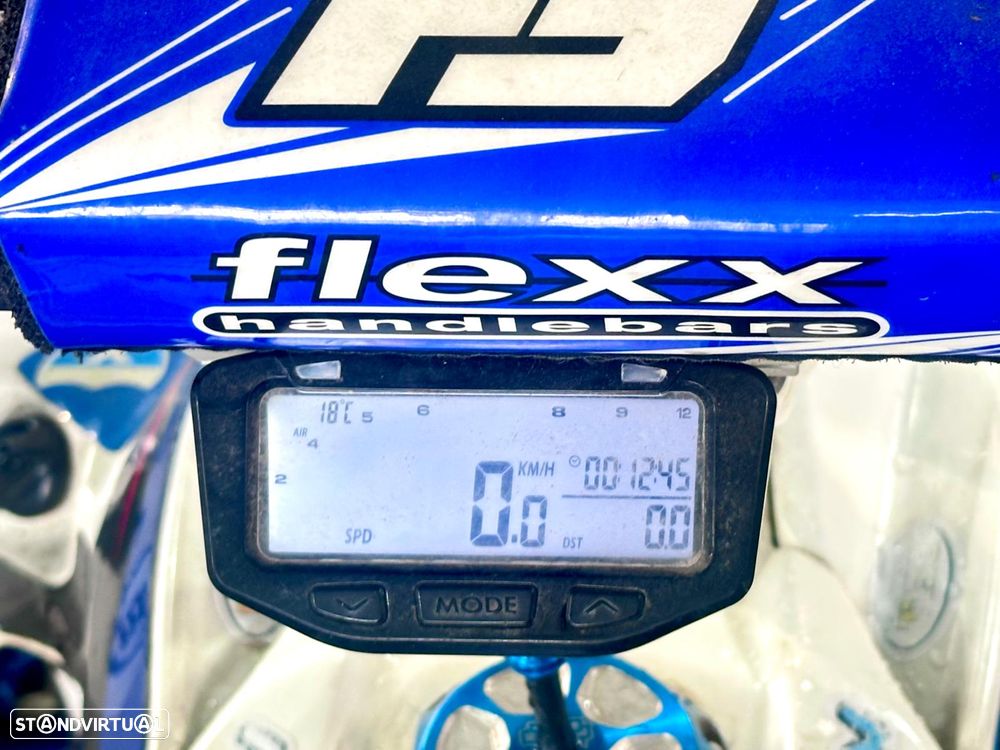 flexx
handlebars
18°C 5 6 8 9 12
AIR
4
2
0.0 KM/H 00:12:45
SPD
DST 0.0
MODE
STANDVIRTUAL